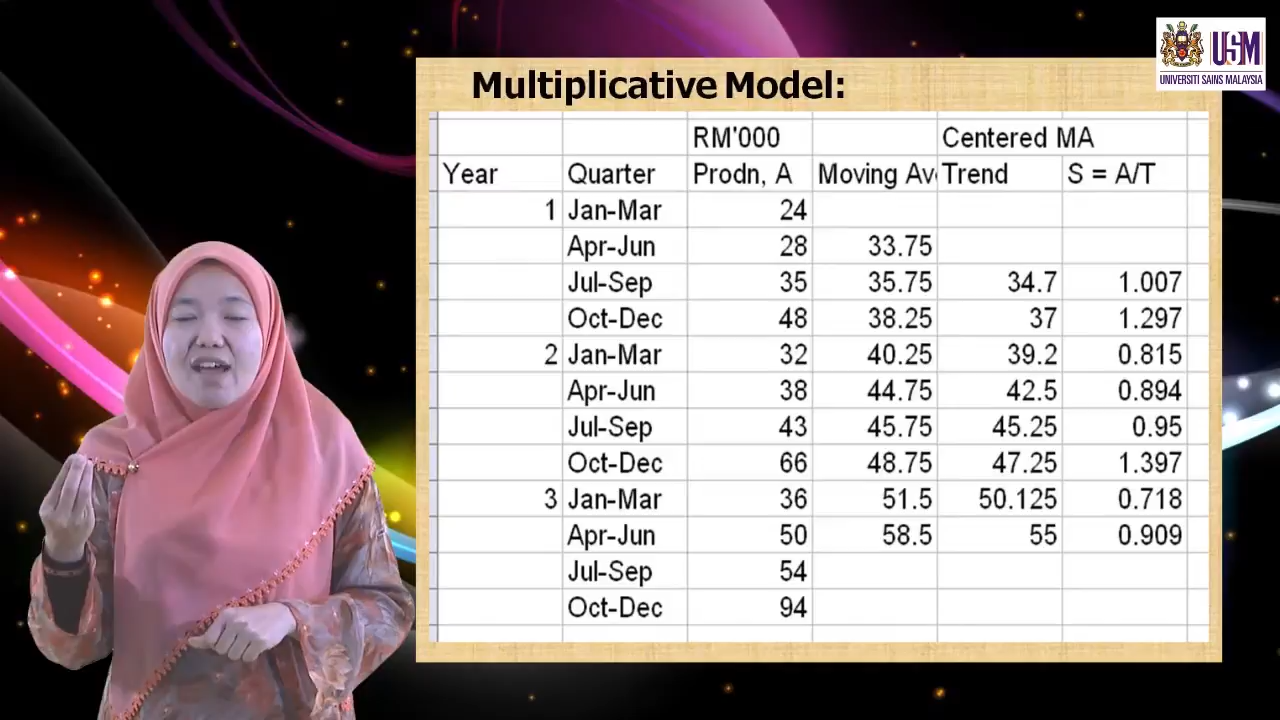 USM
UNIVERSITI SAINS MALAYSIA
Multiplicative Model:
RM'000 Centered MA
Year Quarter Prodn, A Moving Av Trend S = A/T
1 Jan-Mar 24
Apr-Jun 28 33.75
Jul-Sep 35 35.75 34.7 1.007
Oct-Dec 48 38.25 37 1.297
2 Jan-Mar 32 40.25 39.2 0.815
Apr-Jun 38 44.75 42.5 0.894
Jul-Sep 43 45.75 45.25 0.95
Oct-Dec 66 48.75 47.25 1.397
3 Jan-Mar 36 51.5 50.125 0.718
Apr-Jun 50 58.5 55 0.909
Jul-Sep 54
Oct-Dec 94